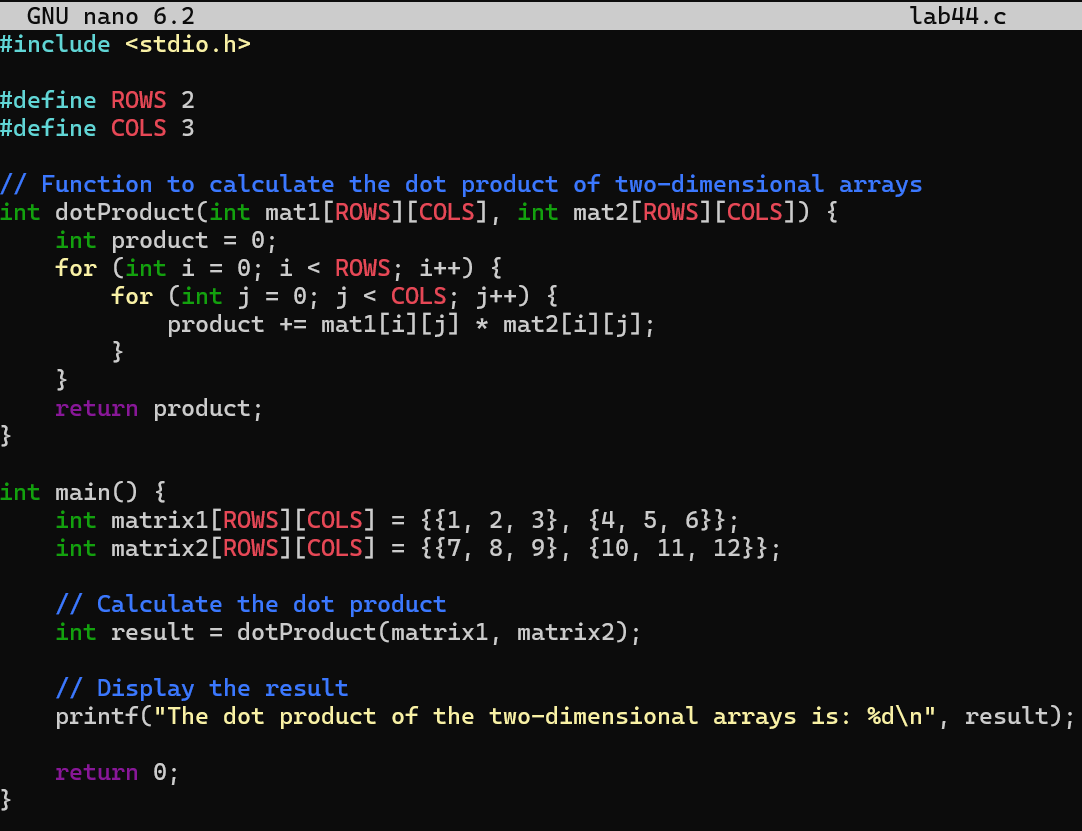 GNU nano 6.2 lab44.c
#include <stdio.h>

#define ROWS 2
#define COLS 3

// Function to calculate the dot product of two-dimensional arrays
int dotProduct(int mat1[ROWS][COLS], int mat2[ROWS][COLS]) {
    int product = 0;
    for (int i = 0; i < ROWS; i++) {
        for (int j = 0; j < COLS; j++) {
            product += mat1[i][j] * mat2[i][j];
        }
    }
    return product;
}

int main() {
    int matrix1[ROWS][COLS] = {{1, 2, 3}, {4, 5, 6}};
    int matrix2[ROWS][COLS] = {{7, 8, 9}, {10, 11, 12}};

    // Calculate the dot product
    int result = dotProduct(matrix1, matrix2);

    // Display the result
    printf("The dot product of the two-dimensional arrays is: %d\n", result);

    return 0;
}